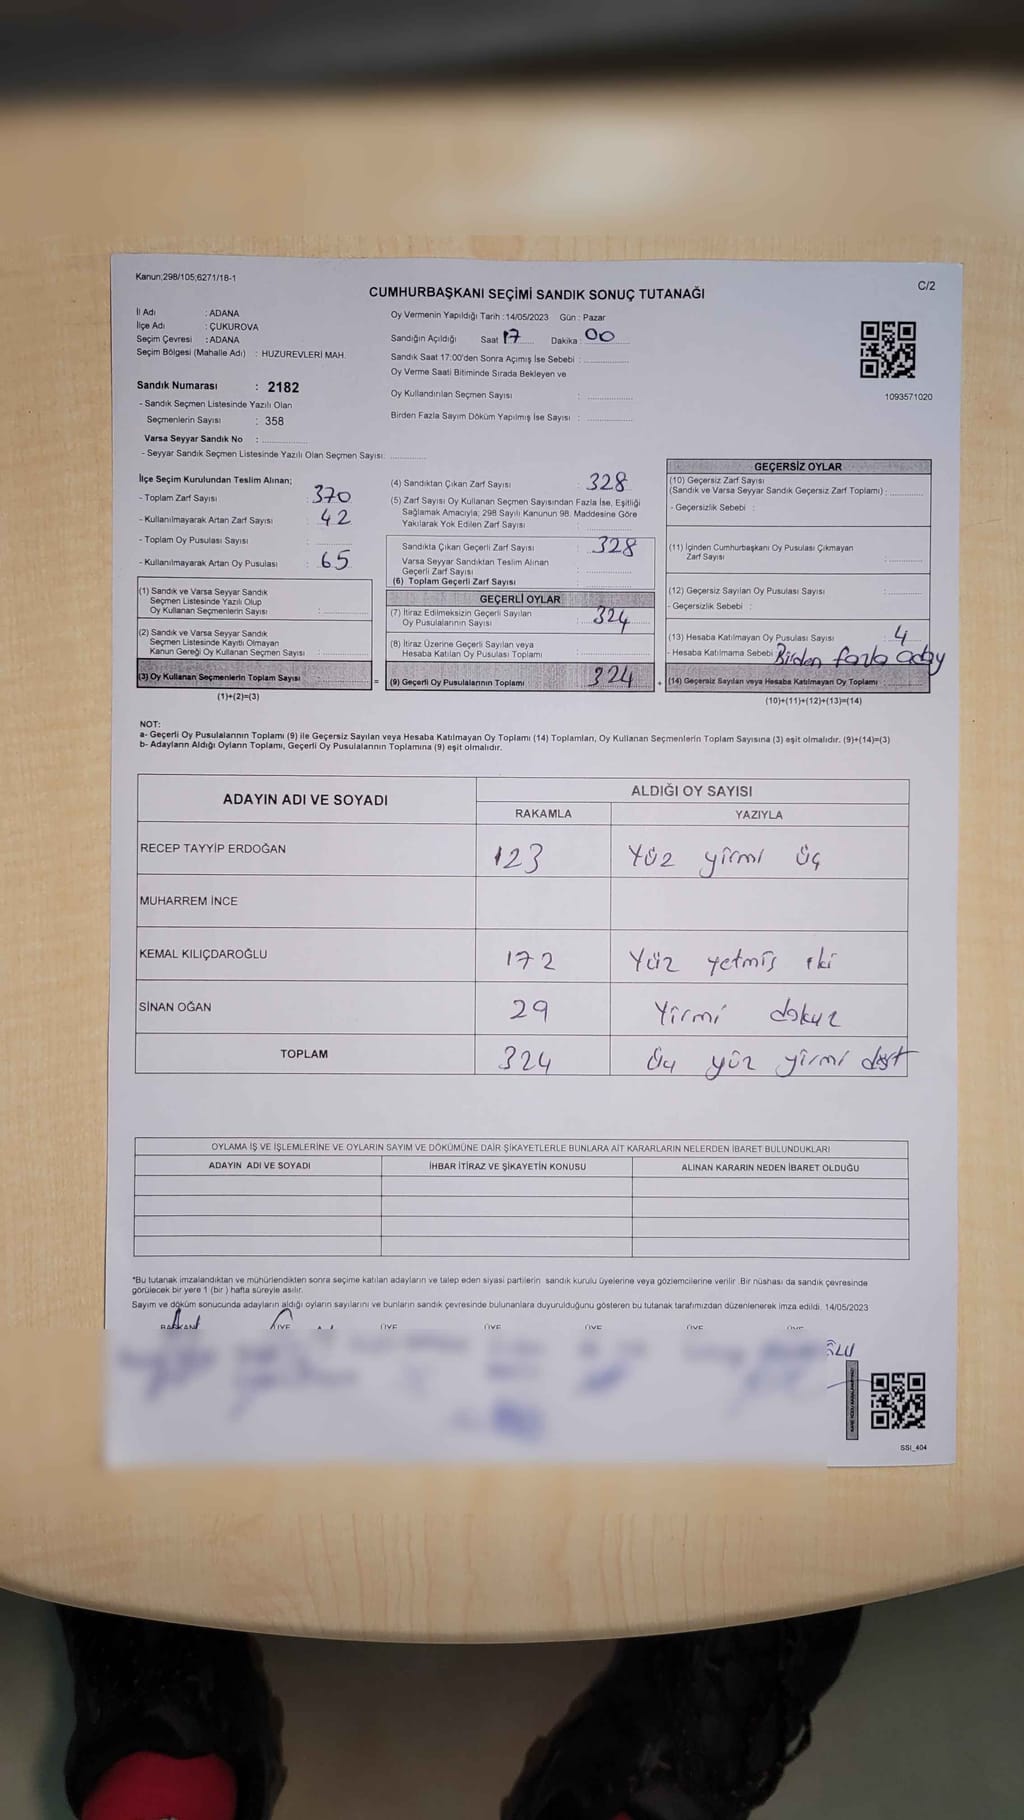 Kanun;298/105;6271/18-1
C/2
CUMHURBAŞKANI SEÇİMİ SANDIK SONUÇ TUTANAĞI
İl Adı : ADANA
İlçe Adı : ÇUKUROVA
Seçim Çevresi : ADANA
Seçim Bölgesi (Mahalle Adı) : HUZUREVLERİ MAH.
Sandık Numarası : 2182
- Sandık Seçmen Listesinde Yazılı Olan
Seçmenlerin Sayısı : 358
Varsa Seyyar Sandık No :
- Seyyar Sandık Seçmen Listesinde Yazılı Olan Seçmen Sayısı:
Oy Vermenin Yapıldığı Tarih :14/05/2023 Gün : Pazar
Sandığın Açıldığı Saat 17 Dakika : 00
Sandık Saat 17:00'den Sonra Açımış İse Sebebi :
Oy Verme Saati Bitiminde Sırada Bekleyen ve
Oy Kullandırılan Seçmen Sayısı :
Birden Fazla Sayım Döküm Yapılmış İse Sayısı :
1093571020
İlçe Seçim Kurulundan Teslim Alınan;
- Toplam Zarf Sayısı : 370
- Kullanılmayarak Artan Zarf Sayısı : 42
- Toplam Oy Pusulası Sayısı :
- Kullanılmayarak Artan Oy Pusulası : 65
(1) Sandık ve Varsa Seyyar Sandık
Seçmen Listesinde Yazılı Olup
Oy Kullanan Seçmenlerin Sayısı :
(2) Sandık ve Varsa Seyyar Sandık
Seçmen Listesinde Kayıtlı Olmayan
Kanun Gereği Oy Kullanan Seçmen Sayısı :
(3) Oy Kullanan Seçmenlerin Toplam Sayısı
(1)+(2)=(3)
(4) Sandıktan Çıkan Zarf Sayısı : 328
(5) Zarf Sayısı Oy Kullanan Seçmen Sayısından Fazla İse, Eşitliği
Sağlamak Amacıyla; 298 Sayılı Kanunun 98. Maddesine Göre
Yakılarak Yok Edilen Zarf Sayısı :
Sandıkta Çıkan Geçerli Zarf Sayısı : 328
Varsa Seyyar Sandıktan Teslim Alınan
Geçerli Zarf Sayısı
(6) Toplam Geçerli Zarf Sayısı :
GEÇERLİ OYLAR
(7) İtiraz Edilmeksizin Geçerli Sayılan
Oy Pusulalarının Sayısı : 324
(8) İtiraz Üzerine Geçerli Sayılan veya
Hesaba Katılan Oy Pusulası Toplamı :
= (9) Geçerli Oy Pusulalarının Toplamı 324 +
GEÇERSİZ OYLAR
(10) Geçersiz Zarf Sayısı
(Sandık ve Varsa Seyyar Sandık Geçersiz Zarf Toplamı) :
- Geçersizlik Sebebi :
(11) İçinden Cumhurbaşkanı Oy Pusulası Çıkmayan
Zarf Sayısı :
(12) Geçersiz Sayılan Oy Pusulası Sayısı :
- Geçersizlik Sebebi :
(13) Hesaba Katılmayan Oy Pusulası Sayısı : 4
- Hesaba Katılmama Sebebi : Birden fazla aday
(14) Geçersiz Sayılan veya Hesaba Katılmayan Oy Toplamı :
(10)+(11)+(12)+(13)=(14)
NOT:
a- Geçerli Oy Pusulalarının Toplamı (9) ile Geçersiz Sayılan veya Hesaba Katılmayan Oy Toplamı (14) Toplamları, Oy Kullanan Seçmenlerin Toplam Sayısına (3) eşit olmalıdır. (9)+(14)=(3)
b- Adayların Aldığı Oyların Toplamı, Geçerli Oy Pusulalarının Toplamına (9) eşit olmalıdır.
ADAYIN ADI VE SOYADI
ALDIĞI OY SAYISI
RAKAMLA YAZIYLA
RECEP TAYYİP ERDOĞAN 123 Yüz yirmi üç
MUHARREM İNCE
KEMAL KILIÇDAROĞLU 172 Yüz yetmiş iki
SİNAN OĞAN 29 Yirmi dokuz
TOPLAM 324 Üç yüz yirmi dört
OYLAMA İŞ VE İŞLEMLERİNE VE OYLARIN SAYIM VE DÖKÜMÜNE DAİR ŞİKAYETLERLE BUNLARA AİT KARARLARIN NELERDEN İBARET BULUNDUKLARI
ADAYIN ADI VE SOYADI İHBAR İTİRAZ VE ŞİKAYETİN KONUSU ALINAN KARARIN NEDEN İBARET OLDUĞU
*Bu tutanak imzalandıktan ve mühürlendikten sonra seçime katılan adayların ve talep eden siyasi partilerin sandık kurulu üyelerine veya gözlemcilerine verilir .Bir nüshası da sandık çevresinde
görülecek bir yere 1 (bir ) hafta süreyle asılır.
Sayım ve döküm sonucunda adayların aldığı oyların sayılarını ve bunların sandık çevresinde bulunanlara duyurulduğunu gösteren bu tutanak tarafımızdan düzenlenerek imza edildi. 14/05/2023
BAŞKAN ÜYE ÜYE ÜYE ÜYE ÜYE ÜYE
SSI_404